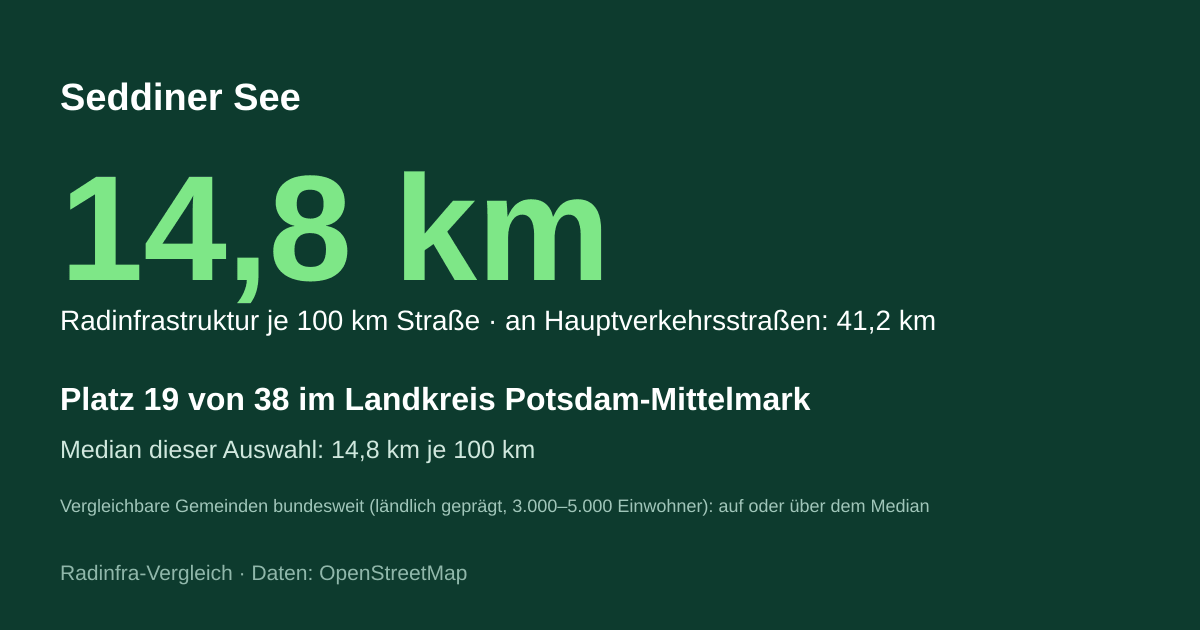 Seddiner See
14,8 km
Radinfrastruktur je 100 km Straße · an Hauptverkehrsstraßen: 41,2 km
Platz 19 von 38 im Landkreis Potsdam-Mittelmark
Median dieser Auswahl: 14,8 km je 100 km
Vergleichbare Gemeinden bundesweit (ländlich geprägt, 3.000–5.000 Einwohner): auf oder über dem Median
Radinfra-Vergleich · Daten: OpenStreetMap